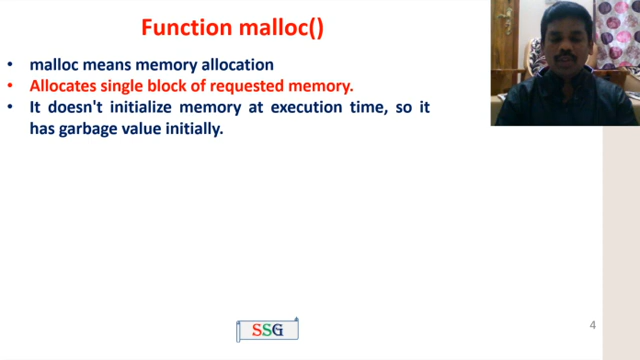 Function malloc()
• malloc means memory allocation
• Allocates single block of requested memory.
• It doesn't initialize memory at execution time, so it
has garbage value initially.
SSG
4